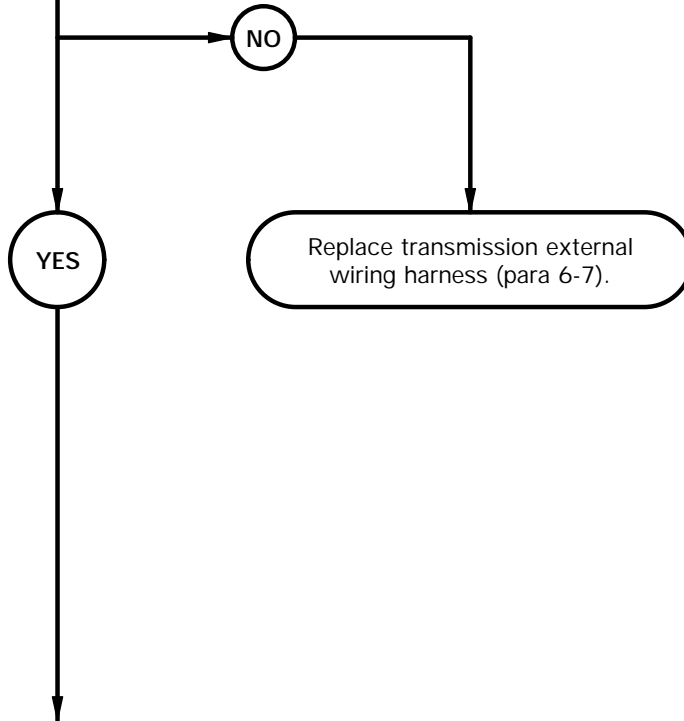 NO
YES
Replace transmission external
wiring harness (para 6-7).